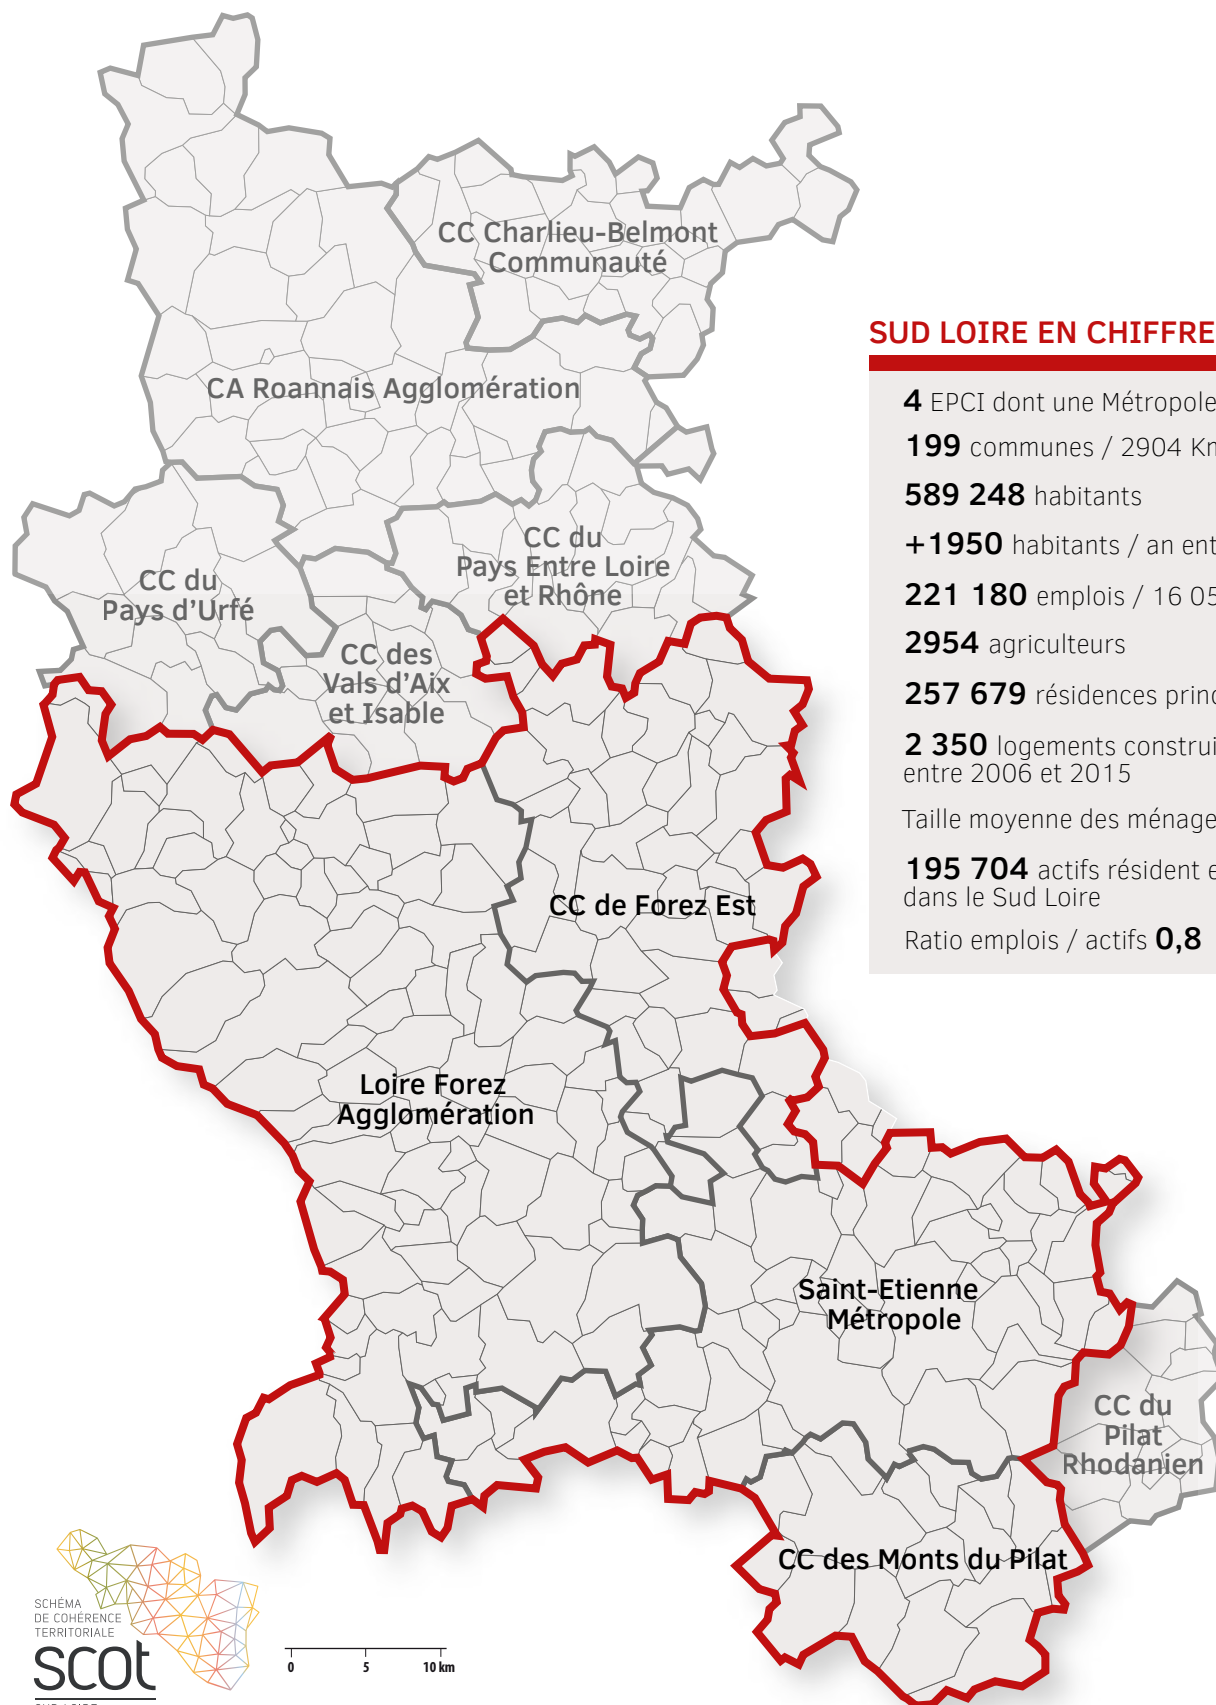 CC Charlieu-Belmont
Communauté
CA Roannais Agglomération
CC du
Pays Entre Loire
et Rhône
CC du
Pays d’Urfé
CC des
Vals d’Aix
et Isable
CC de Forez Est
Loire Forez
Agglomération
Saint-Etienne
Métropole
CC du
Pilat
Rhodanien
CC des Monts du Pilat
SUD LOIRE EN CHIFFRE
4 EPCI dont une Métropole
199 communes / 2904 Km
589 248 habitants
+1950 habitants / an ent
221 180 emplois / 16 05
2954 agriculteurs
257 679 résidences princ
2 350 logements construi
entre 2006 et 2015
Taille moyenne des ménage
195 704 actifs résident e
dans le Sud Loire
Ratio emplois / actifs 0,8
SCHÉMA
DE COHÉRENCE
TERRITORIALE
scot
0 5 10 km